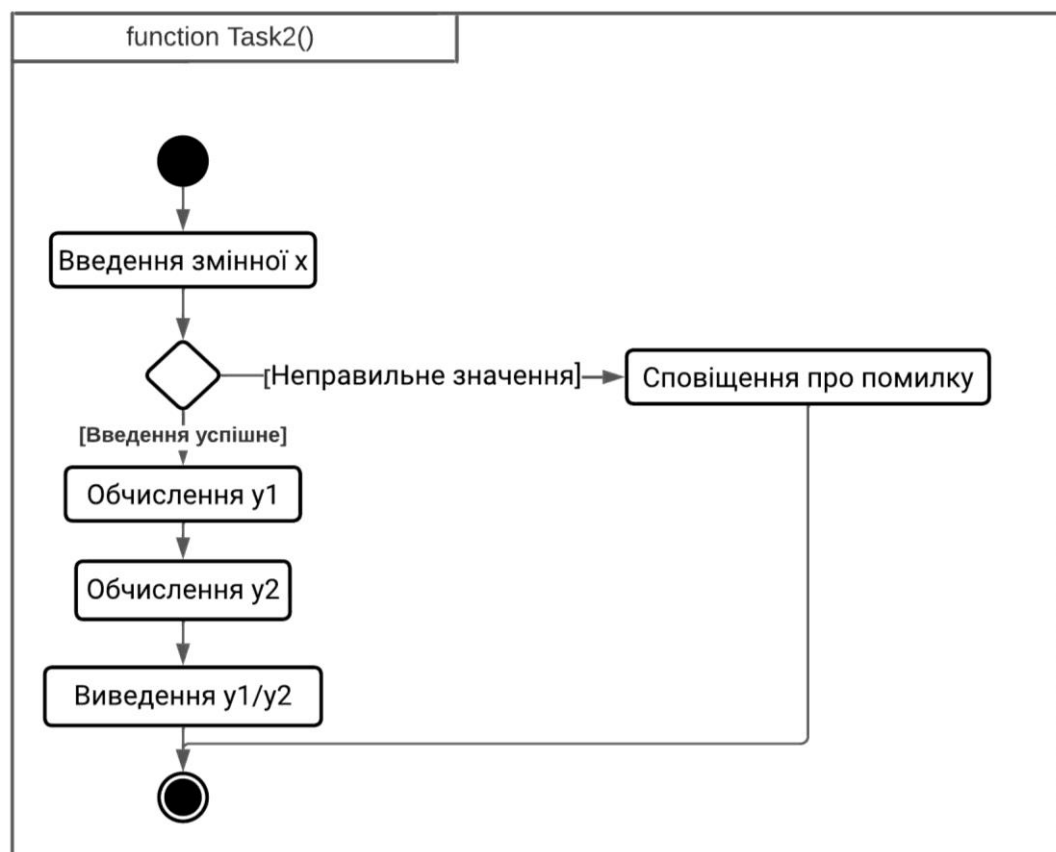 function Task2()
Введення змінної x
[Неправильне значення]
Сповіщення про помилку
[Введення успішне]
Обчислення y1
Обчислення y2
Виведення y1/y2